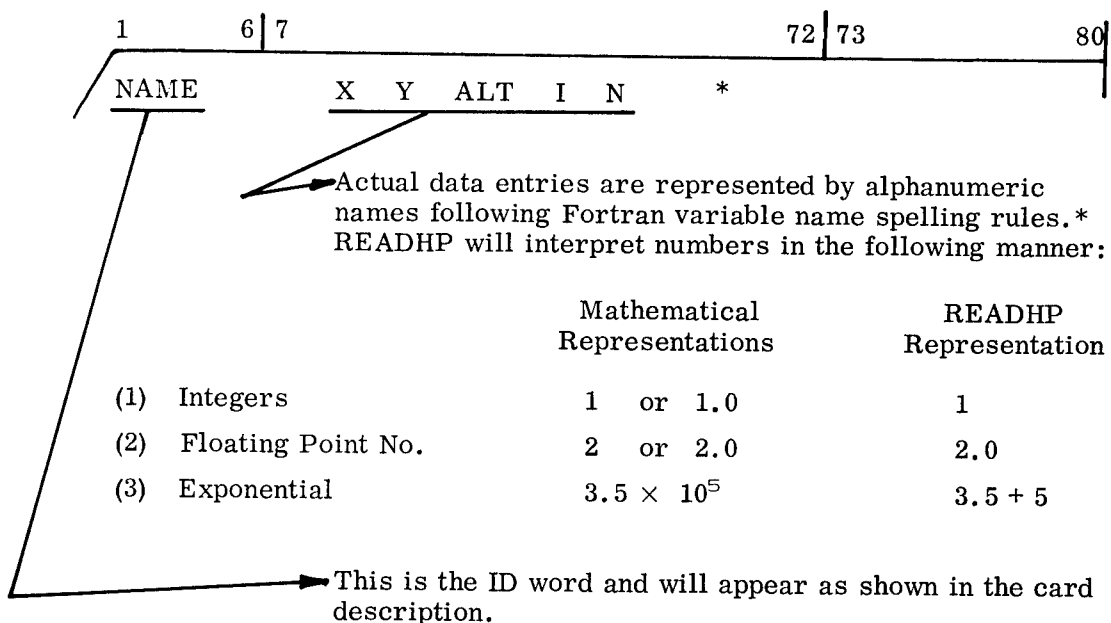 1 6 7 72 73 80
NAME X Y ALT I N *
Actual data entries are represented by alphanumeric
names following Fortran variable name spelling rules.*
READHP will interpret numbers in the following manner:
Mathematical READHP
Representations Representation
(1) Integers 1 or 1.0 1
(2) Floating Point No. 2 or 2.0 2.0
(3) Exponential 3.5 × 10⁵ 3.5 + 5
This is the ID word and will appear as shown in the card
description.